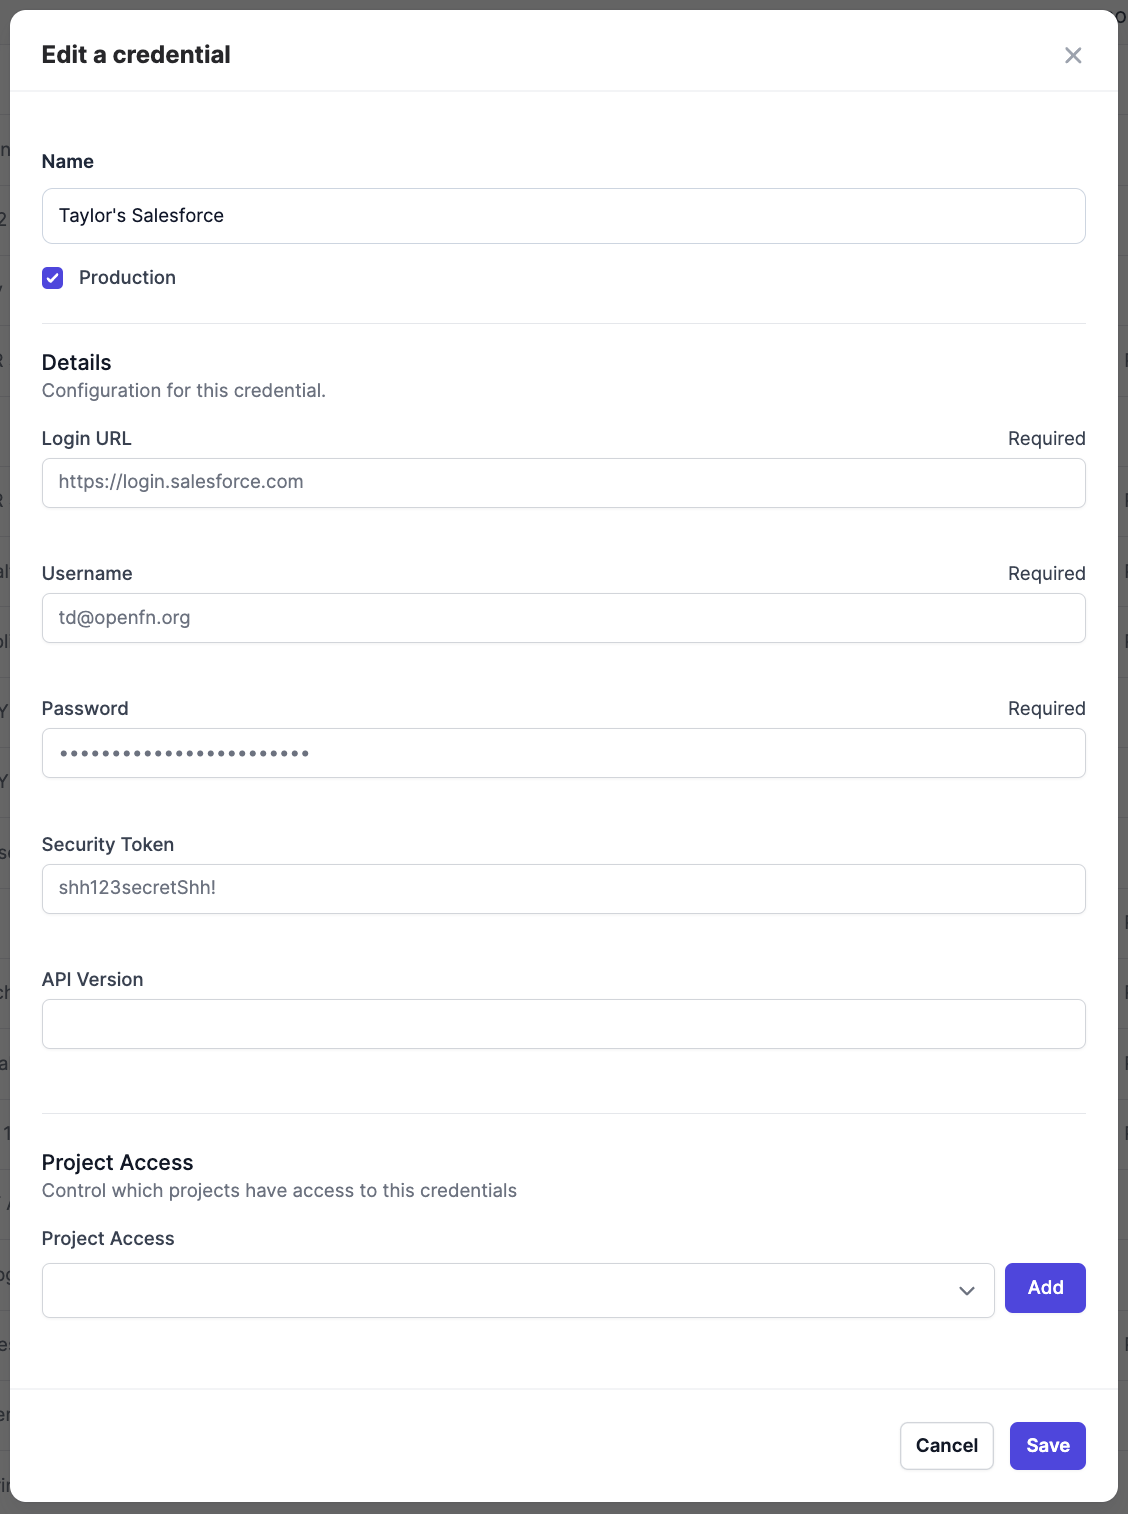 Edit a credential
Name
Taylor's Salesforce
Production
Details
Configuration for this credential.
Login URL Required
https://login.salesforce.com
Username Required
td@openfn.org
Password Required
••••••••••••••••••••••••
Security Token
shh123secretShh!
API Version
Project Access
Control which projects have access to this credentials
Project Access
Add
Cancel Save